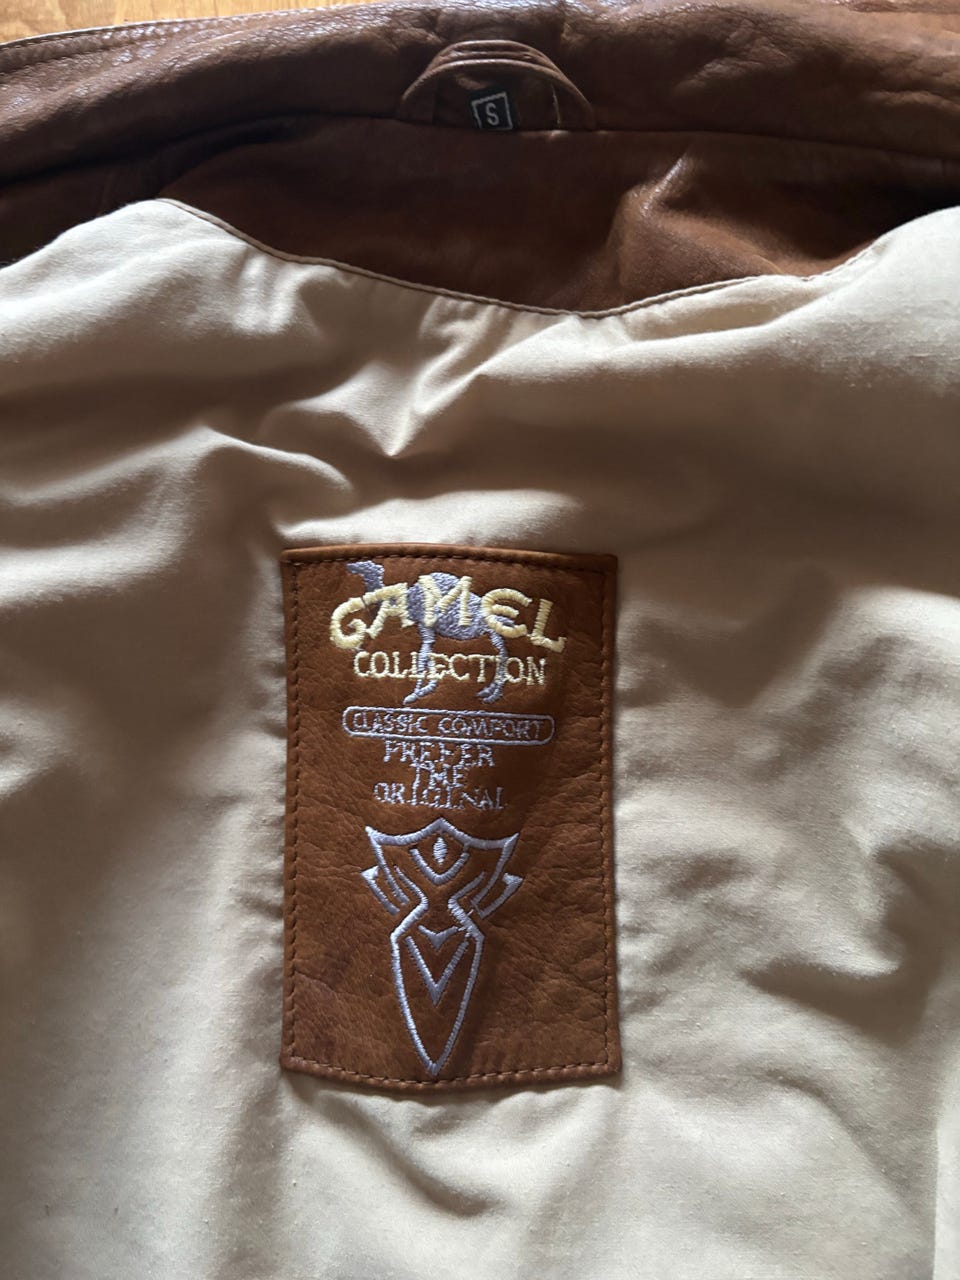 S
CAMEL
COLLECTION
CLASSIC COMFORT
PREFER
THE
ORIGINAL